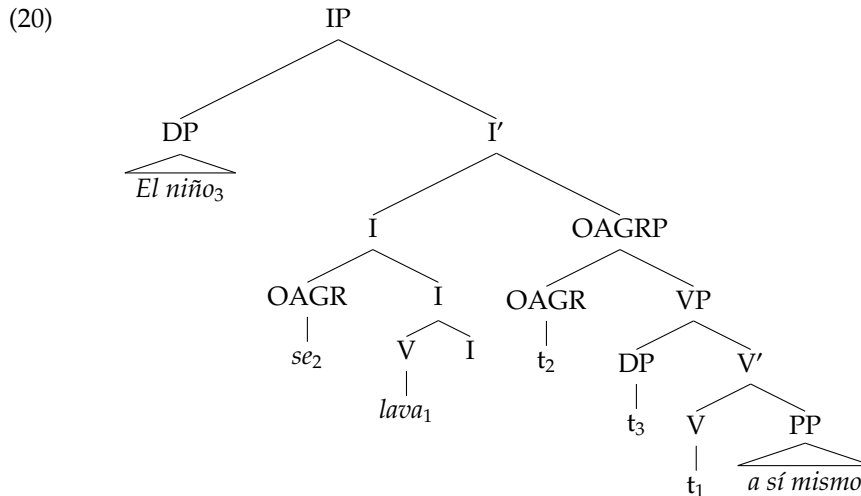 (20)
IP
DP I′
El niño3
I OAGRP
OAGR I OAGR VP
se2 V I t2 DP V′
lava1 t3 V PP
t1 a sí mismo